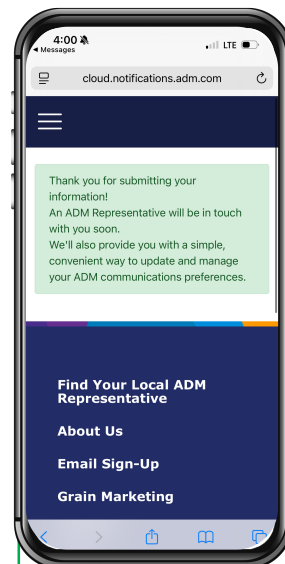 4:00
Messages
LTE
cloud.notifications.adm.com
Thank you for submitting your
information!
An ADM Representative will be in touch
with you soon.
We'll also provide you with a simple,
convenient way to update and manage
your ADM communications preferences.
Find Your Local ADM
Representative
About Us
Email Sign-Up
Grain Marketing